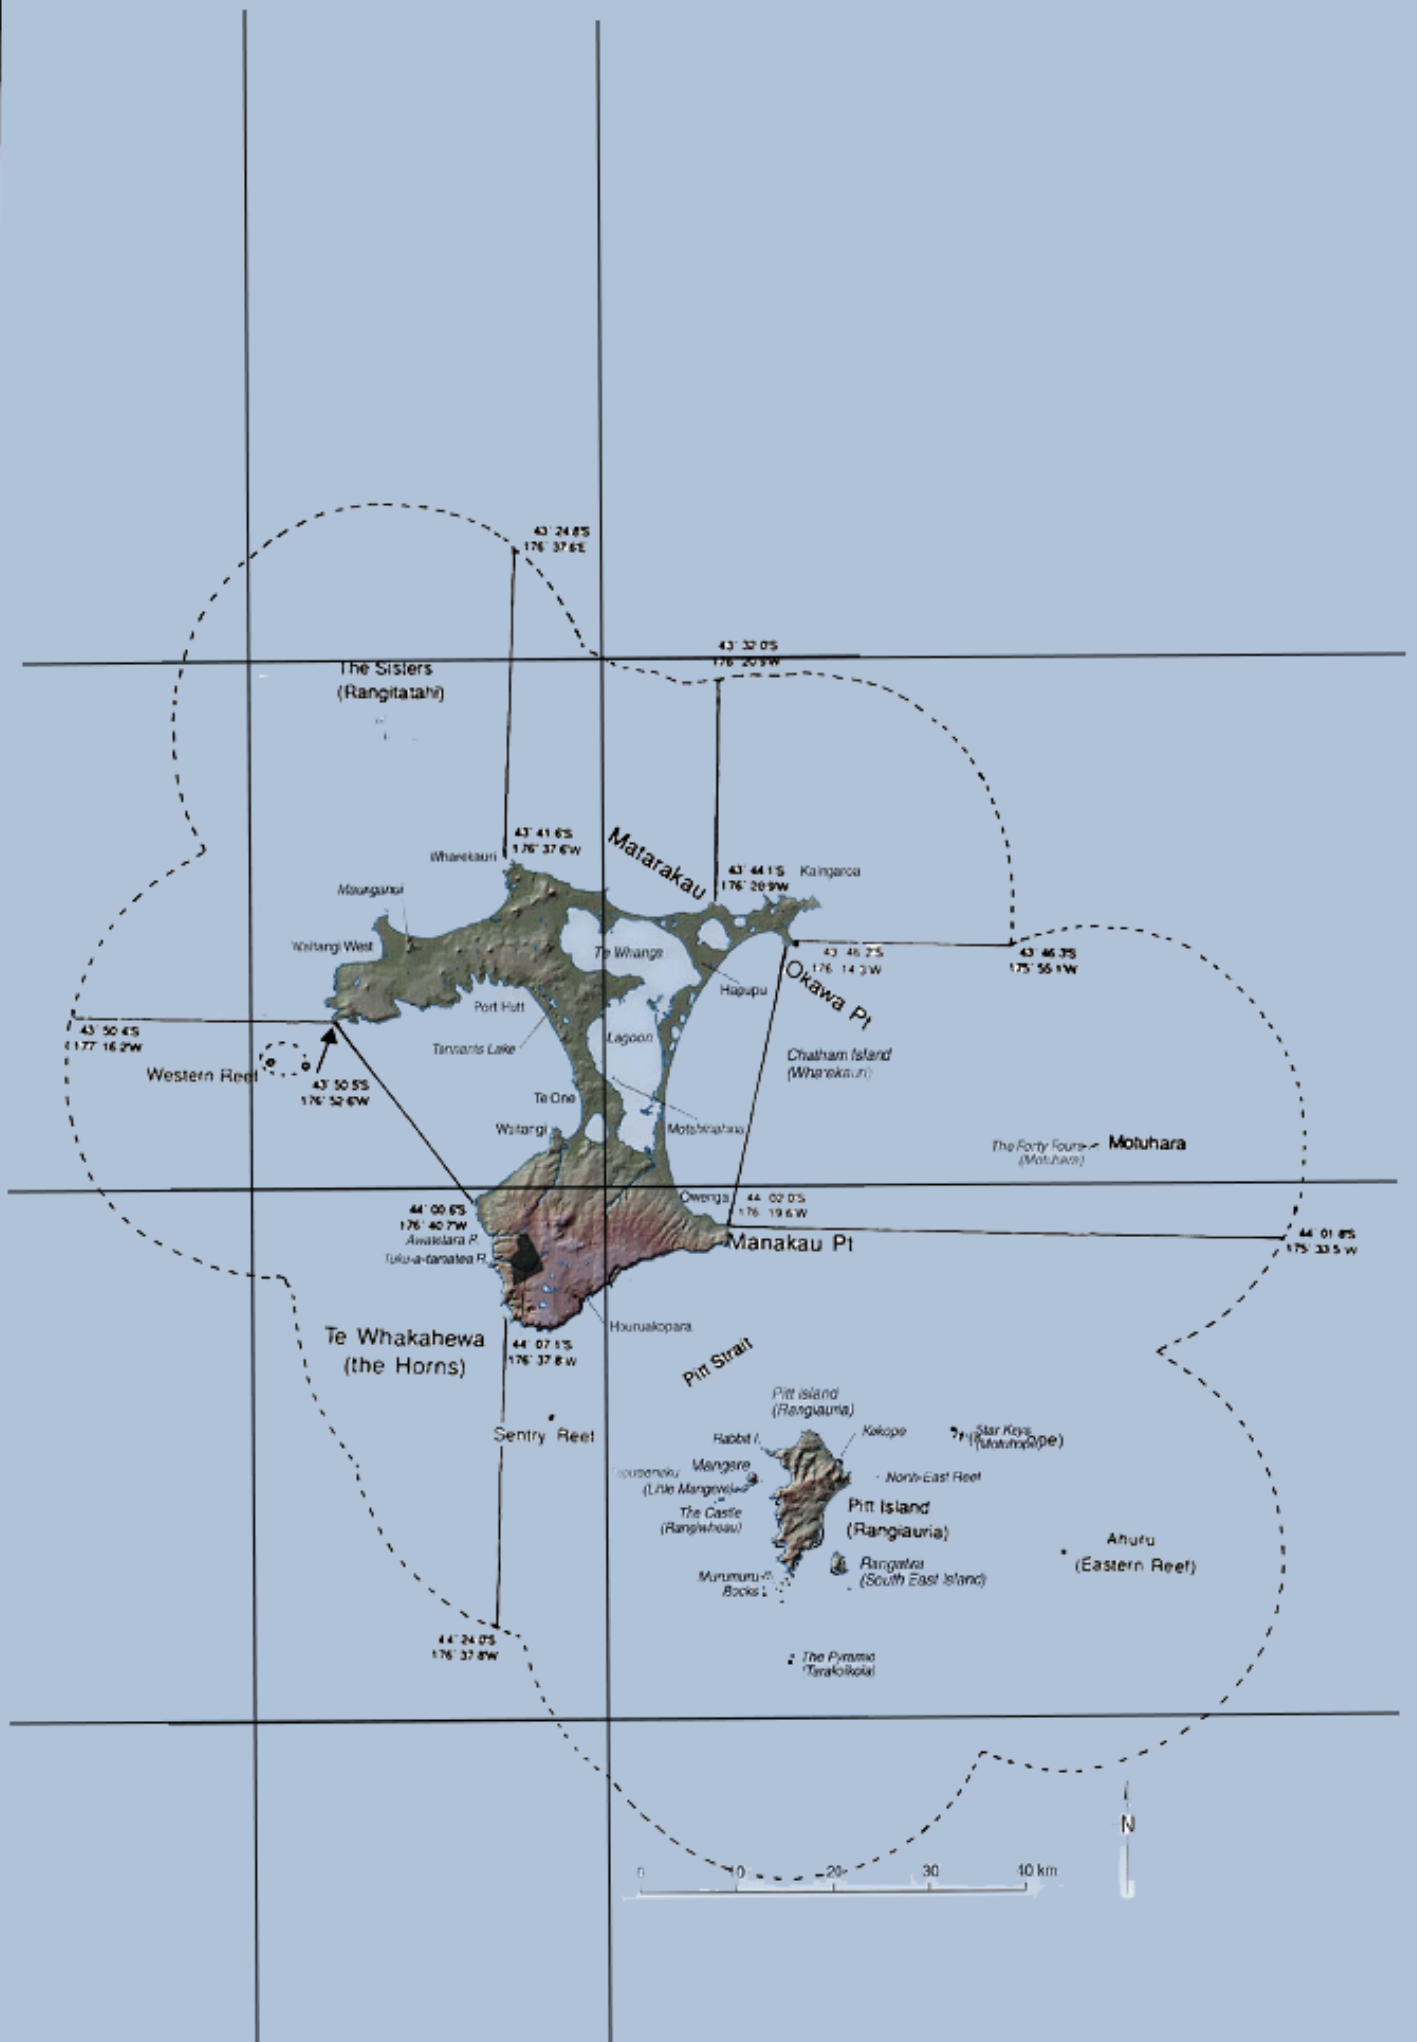 43° 24.8'S
176° 37.6'E
43° 32.0'S
176° 20.9'W
The Sisters
(Rangitatahi)
43° 41.6'S
176° 37.6'W
Wharekauri
Matarakau
43° 44.1'S
176° 20.9'W
Kaingaroa
Maunganui
Waitangi West
Te Whanga
43° 46.2'S
176° 14.3'W
43° 46.3'S
175° 56.1'W
Okawa Pt
Hapupu
Port Hutt
43° 50.4'S
177° 16.2'W
Lagoon
Tennants Lake
Chatham Island
(Wharekauri)
Western Reef
43° 50.5'S
176° 52.6'W
Te One
Waitangi
Motuhinahina
The Forty Fours
(Motuhara)
Motuhara
Owenga
44° 02.0'S
176° 19.6'W
44° 00.6'S
176° 40.7'W
Awatotara R.
Tuku-a-tamatea R.
Manakau Pt
44° 01.8'S
175° 33.5'W
Houruakopara
Te Whakahewa
(the Horns)
44° 07.1'S
176° 37.8'W
Pitt Strait
Pitt Island
(Rangiauria)
Sentry Reef
Rabbit I.
Kokope
Star Keys
(Motuhope)
Mangere
(Little Mangere)
North-East Reef
The Castle
(Rangiwheau)
Pitt Island
(Rangiauria)
Ahuru
(Eastern Reef)
Rangatira
(South East Island)
Murumuru
Rocks
44° 24.0'S
176° 37.8'W
The Pyramid
(Tarakoikoia)
N
0 10 20 30 40 km